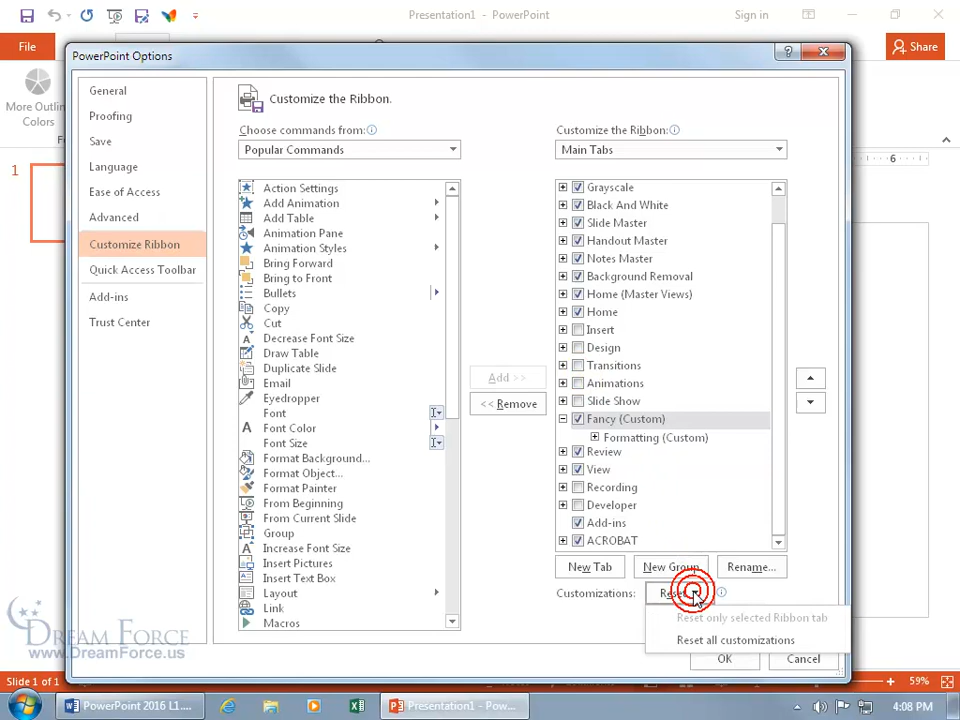 Presentation1 - PowerPoint
Sign in
File
Share
PowerPoint Options
General
Proofing
Save
Language
Ease of Access
Advanced
Customize Ribbon
Quick Access Toolbar
Add-ins
Trust Center
More Outli
Colors
1
6
Customize the Ribbon.
Choose commands from:
Popular Commands
Action Settings
Add Animation
Add Table
Animation Pane
Animation Styles
Bring Forward
Bring to Front
Bullets
Copy
Cut
Decrease Font Size
Draw Table
Duplicate Slide
Email
Eyedropper
Font
Font Color
Font Size
Format Background...
Format Object...
Format Painter
From Beginning
From Current Slide
Group
Increase Font Size
Insert Pictures
Insert Text Box
Layout
Link
Macros
Add >>
<< Remove
Customize the Ribbon:
Main Tabs
Grayscale
Black And White
Slide Master
Handout Master
Notes Master
Background Removal
Home (Master Views)
Home
Insert
Design
Transitions
Animations
Slide Show
Fancy (Custom)
Formatting (Custom)
Review
View
Recording
Developer
Add-ins
ACROBAT
New Tab
New Group
Rename...
Customizations:
Reset
Reset only selected Ribbon tab
Reset all customizations
OK
Cancel
DREAM FORCE
www.DreamForce.us
Slide 1 of 1
59%
PowerPoint 2016 L1...
Presentation1 - Pow...
4:08 PM